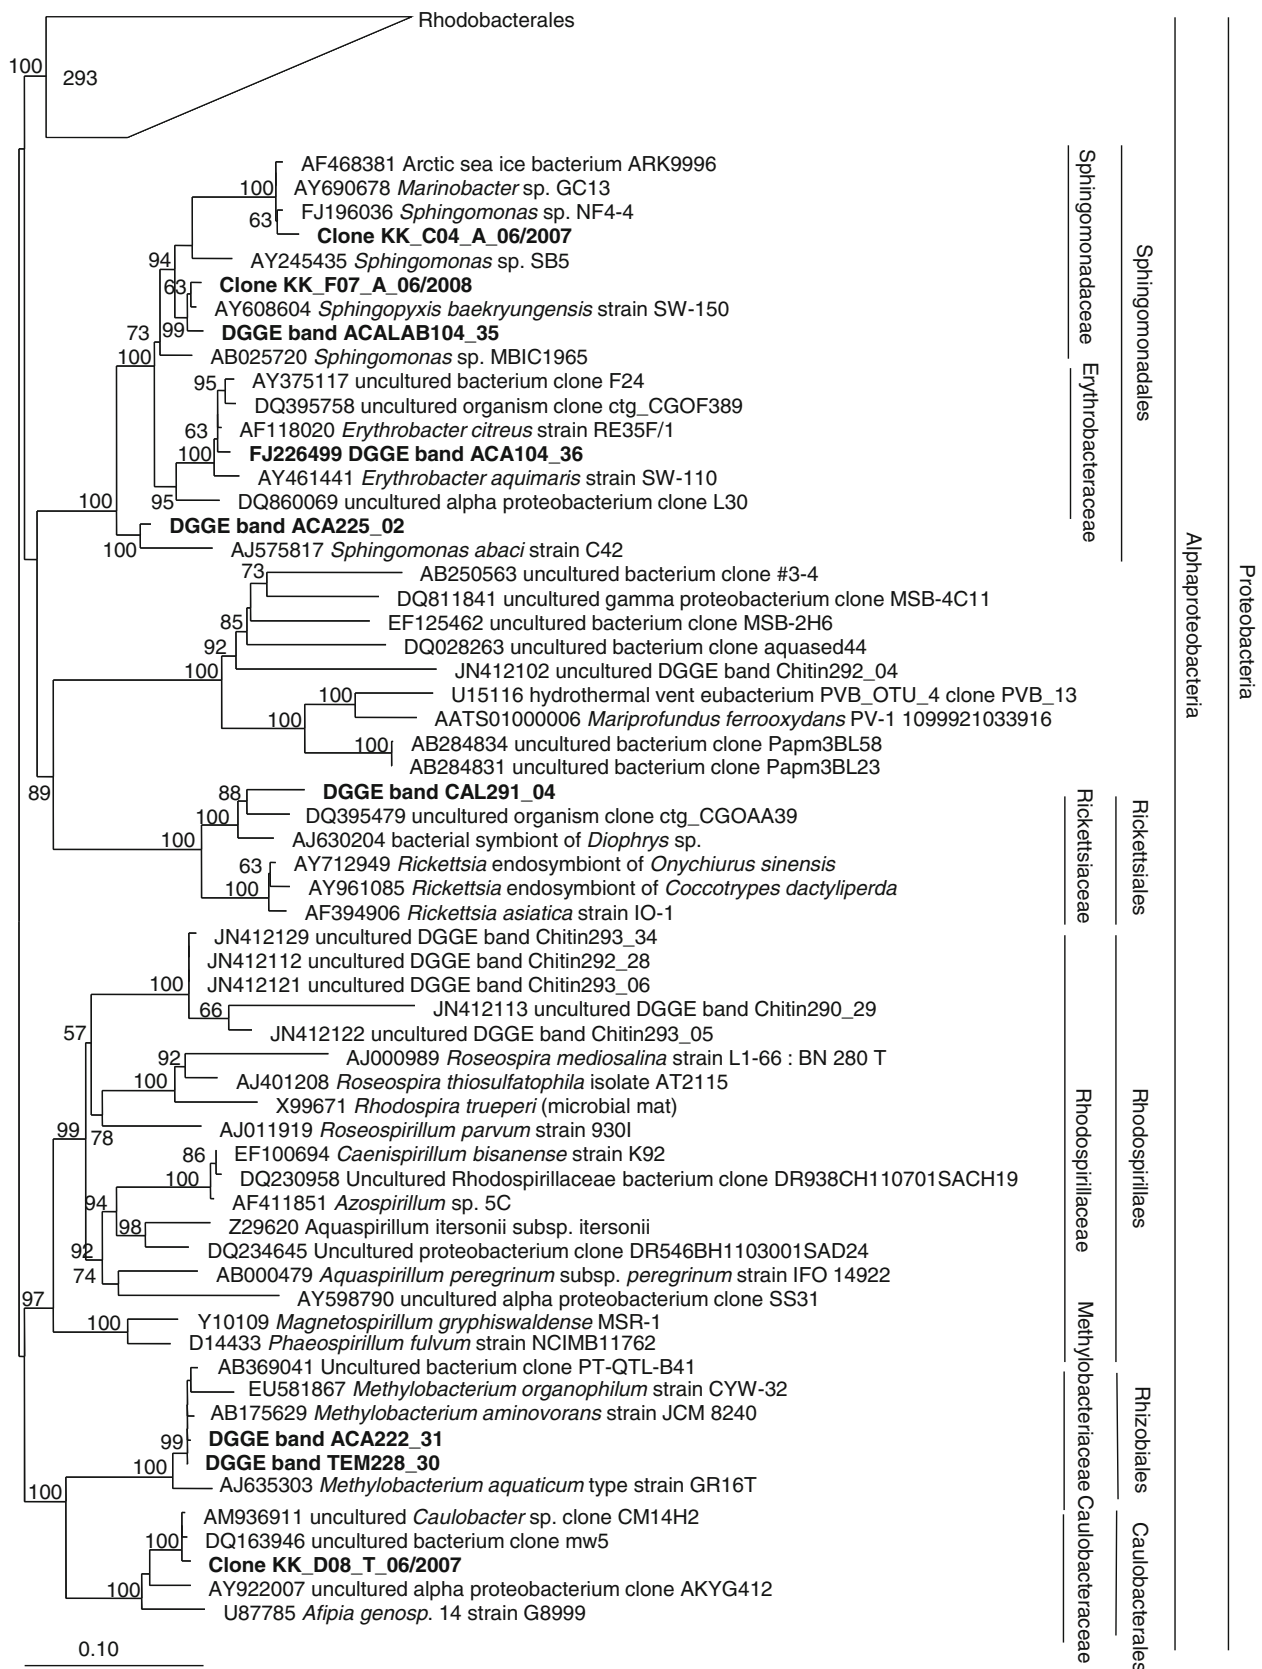 Rhodobacterales
100
293
AF468381 Arctic sea ice bacterium ARK9996
100
AY690678 Marinobacter sp. GC13
FJ196036 Sphingomonas sp. NF4-4
63
Clone KK_C04_A_06/2007
94
AY245435 Sphingomonas sp. SB5
63
Clone KK_F07_A_06/2008
AY608604 Sphingopyxis baekryungensis strain SW-150
73
99
DGGE band ACALAB104_35
100
AB025720 Sphingomonas sp. MBIC1965
95
AY375117 uncultured bacterium clone F24
DQ395758 uncultured organism clone ctg_CGOF389
63
AF118020 Erythrobacter citreus strain RE35F/1
100
FJ226499 DGGE band ACA104_36
AY461441 Erythrobacter aquimaris strain SW-110
100
95
DQ860069 uncultured alpha proteobacterium clone L30
DGGE band ACA225_02
100
AJ575817 Sphingomonas abaci strain C42
73
AB250563 uncultured bacterium clone #3-4
DQ811841 uncultured gamma proteobacterium clone MSB-4C11
85
EF125462 uncultured bacterium clone MSB-2H6
92
DQ028263 uncultured bacterium clone aquased44
100
JN412102 uncultured DGGE band Chitin292_04
100
U15116 hydrothermal vent eubacterium PVB_OTU_4 clone PVB_13
100
AATS01000006 Mariprofundus ferrooxydans PV-1 1099921033916
100
AB284834 uncultured bacterium clone Papm3BL58
AB284831 uncultured bacterium clone Papm3BL23
89
88
DGGE band CAL291_04
100
DQ395479 uncultured organism clone ctg_CGOAA39
100
AJ630204 bacterial symbiont of Diophrys sp.
63
AY712949 Rickettsia endosymbiont of Onychiurus sinensis
100
AY961085 Rickettsia endosymbiont of Coccotrypes dactyliperda
AF394906 Rickettsia asiatica strain IO-1
JN412129 uncultured DGGE band Chitin293_34
JN412112 uncultured DGGE band Chitin292_28
100
JN412121 uncultured DGGE band Chitin293_06
66
JN412113 uncultured DGGE band Chitin290_29
57
JN412122 uncultured DGGE band Chitin293_05
92
AJ000989 Roseospira mediosalina strain L1-66 : BN 280 T
100
AJ401208 Roseospira thiosulfatophila isolate AT2115
X99671 Rhodospira trueperi (microbial mat)
99
78
AJ011919 Roseospirillum parvum strain 930I
86
EF100694 Caenispirillum bisanense strain K92
100
DQ230958 Uncultured Rhodospirillaceae bacterium clone DR938CH110701SACH19
94
AF411851 Azospirillum sp. 5C
98
Z29620 Aquaspirillum itersonii subsp. itersonii
92
DQ234645 Uncultured proteobacterium clone DR546BH1103001SAD24
74
AB000479 Aquaspirillum peregrinum subsp. peregrinum strain IFO 14922
97
AY598790 uncultured alpha proteobacterium clone SS31
100
Y10109 Magnetospirillum gryphiswaldense MSR-1
D14433 Phaeospirillum fulvum strain NCIMB11762
AB369041 Uncultured bacterium clone PT-QTL-B41
EU581867 Methylobacterium organophilum strain CYW-32
AB175629 Methylobacterium aminovorans strain JCM 8240
99
DGGE band ACA222_31
100
DGGE band TEM228_30
100
AJ635303 Methylobacterium aquaticum type strain GR16T
AM936911 uncultured Caulobacter sp. clone CM14H2
100
DQ163946 uncultured bacterium clone mw5
Clone KK_D08_T_06/2007
100
AY922007 uncultured alpha proteobacterium clone AKYG412
U87785 Afipia genosp. 14 strain G8999
0.10
Sphingomonadaceae
Erythrobacteraceae
Rickettsiaceae
Rhodospirillaceae
Methylobacteriaceae
Caulobacteraceae
Sphingomonadales
Rickettsiales
Rhodospirillaes
Rhizobiales
Caulobacterales
Alphaproteobacteria
Proteobacteria